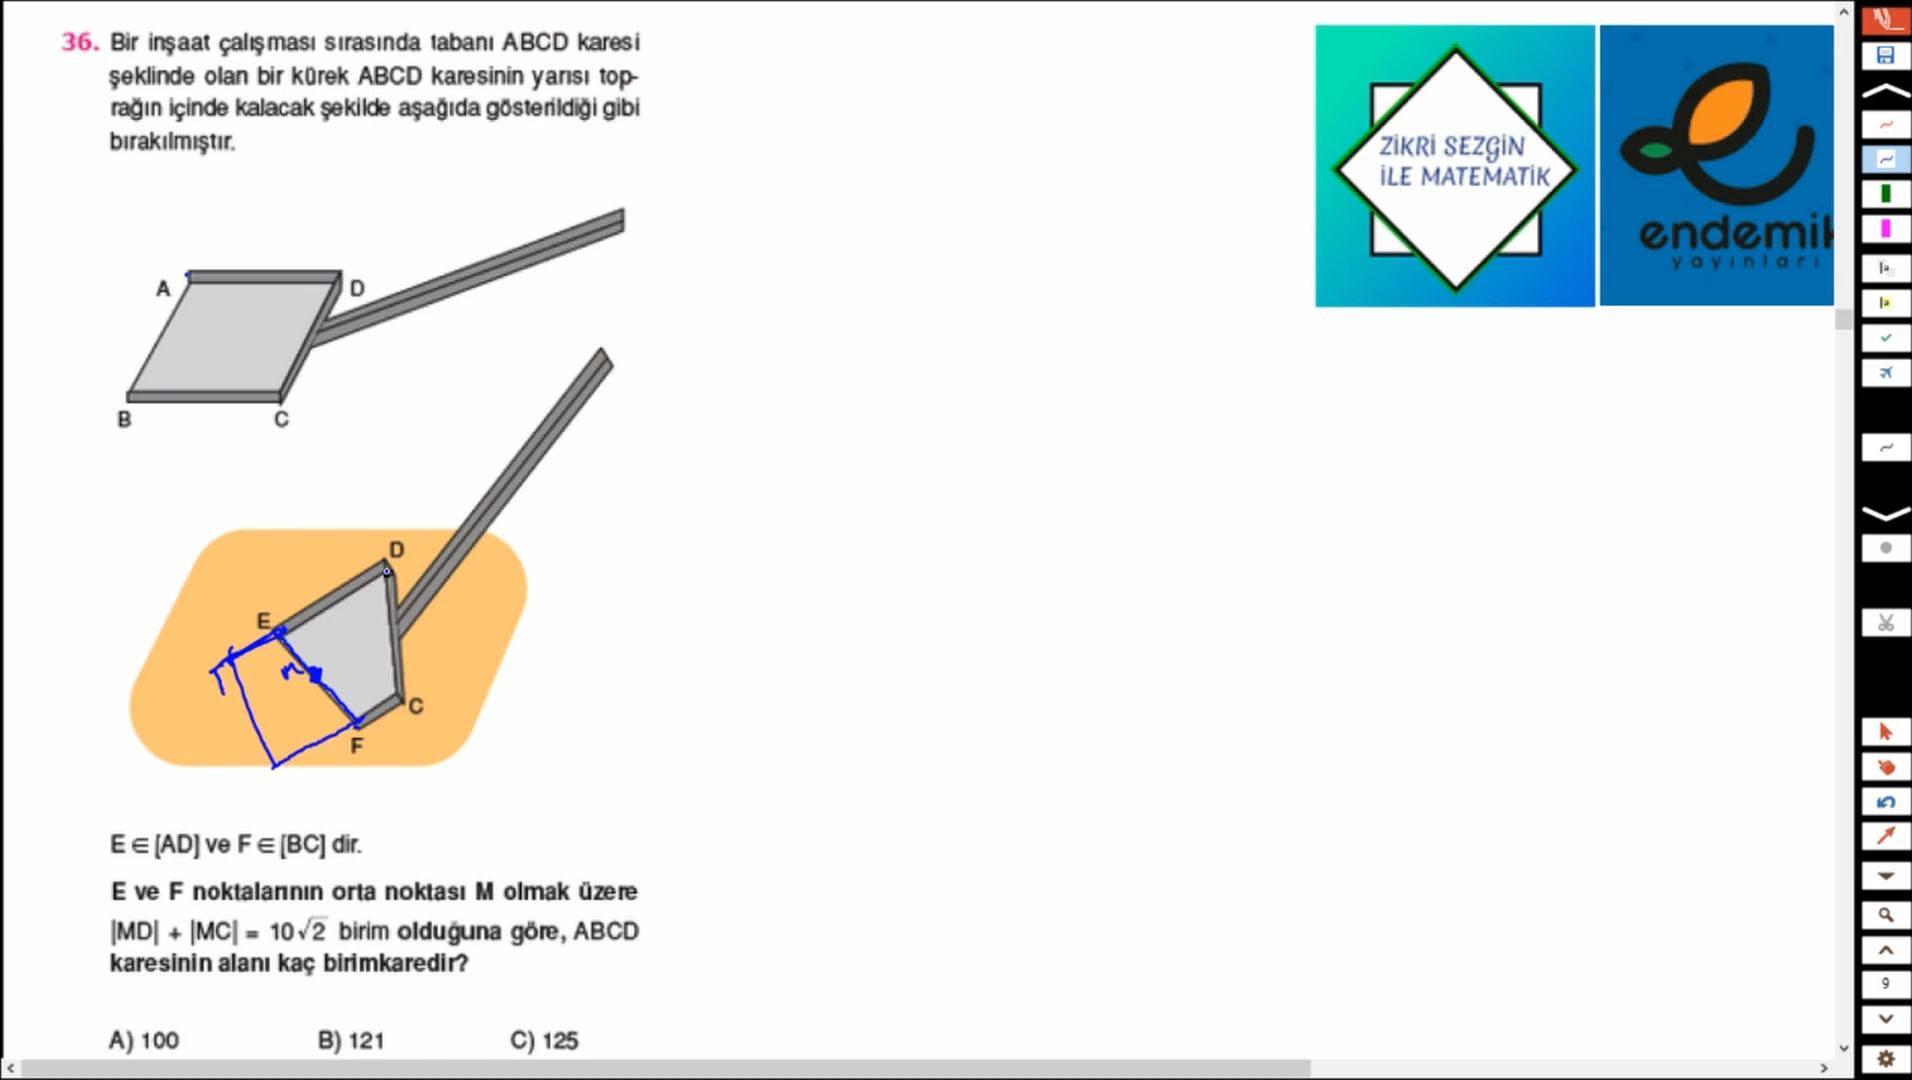 36. Bir inşaat çalışması sırasında tabanı ABCD karesi
şeklinde olan bir kürek ABCD karesinin yarısı top-
rağın içinde kalacak şekilde aşağıda gösterildiği gibi
bırakılmıştır.
ZİKRİ SEZGİN
İLE MATEMATİK
endemik
yayınları
A
D
B
C
D
E
M
C
F
E ∈ [AD] ve F ∈ [BC] dir.
E ve F noktalarının orta noktası M olmak üzere
|MD| + |MC| = 10√2 birim olduğuna göre, ABCD
karesinin alanı kaç birimkaredir?
A) 100 B) 121 C) 125
9